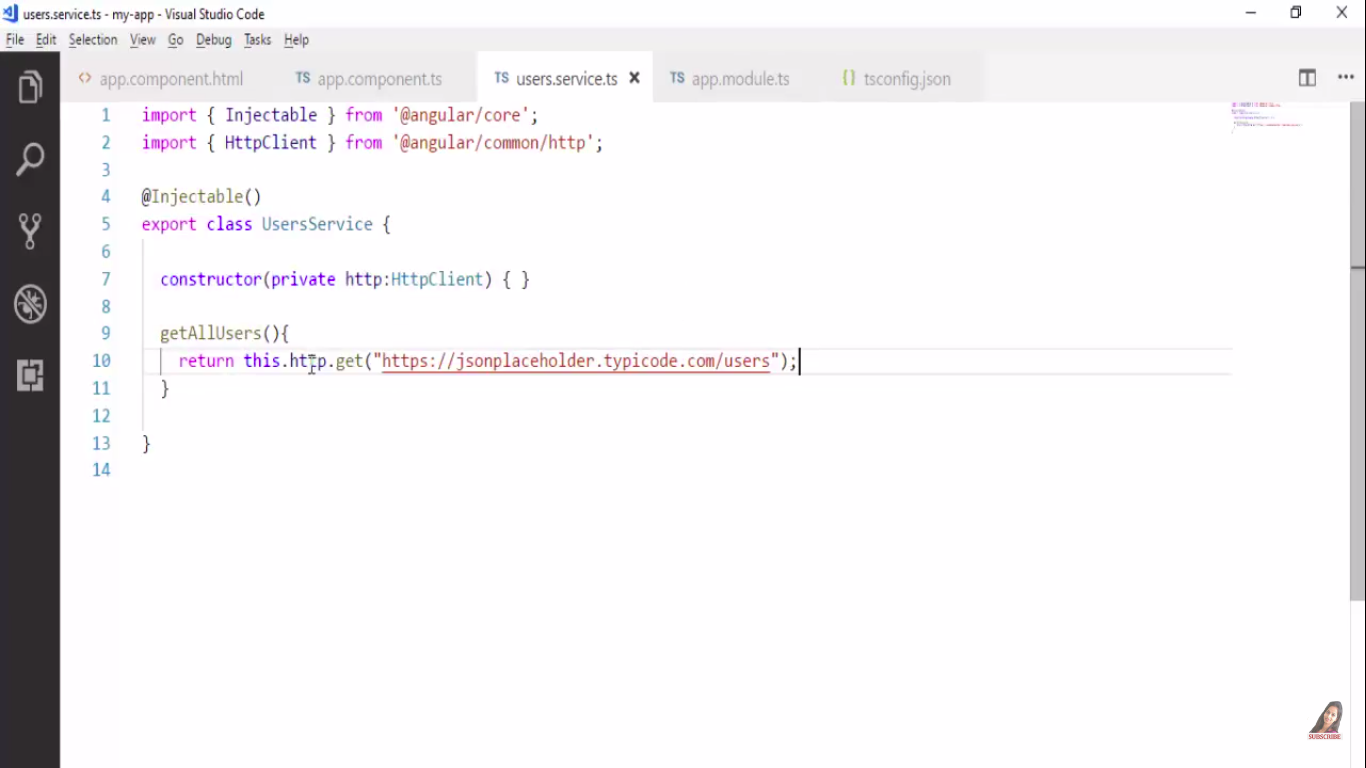 users.service.ts - my-app - Visual Studio Code
File Edit Selection View Go Debug Tasks Help
<> app.component.html TS app.component.ts TS users.service.ts × TS app.module.ts {} tsconfig.json
1 import { Injectable } from '@angular/core';
2 import { HttpClient } from '@angular/common/http';
3
4 @Injectable()
5 export class UsersService {
6
7 constructor(private http:HttpClient) { }
8
9 getAllUsers(){
10 return this.http.get("https://jsonplaceholder.typicode.com/users");
11 }
12
13 }
14
SUBSCRIBE